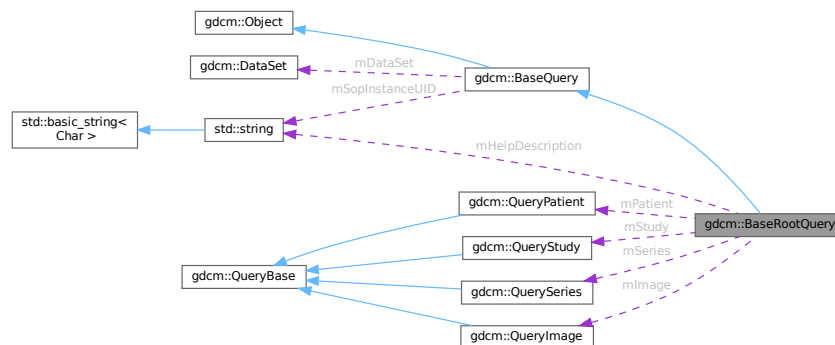 gdcm::Object
gdcm::DataSet
mDataSet
gdcm::BaseQuery
mSopInstanceUID
std::basic_string<
Char >
std::string
mHelpDescription
gdcm::QueryPatient
mPatient
gdcm::BaseRootQuery
mStudy
gdcm::QueryStudy
mSeries
gdcm::QueryBase
gdcm::QuerySeries
mImage
gdcm::QueryImage